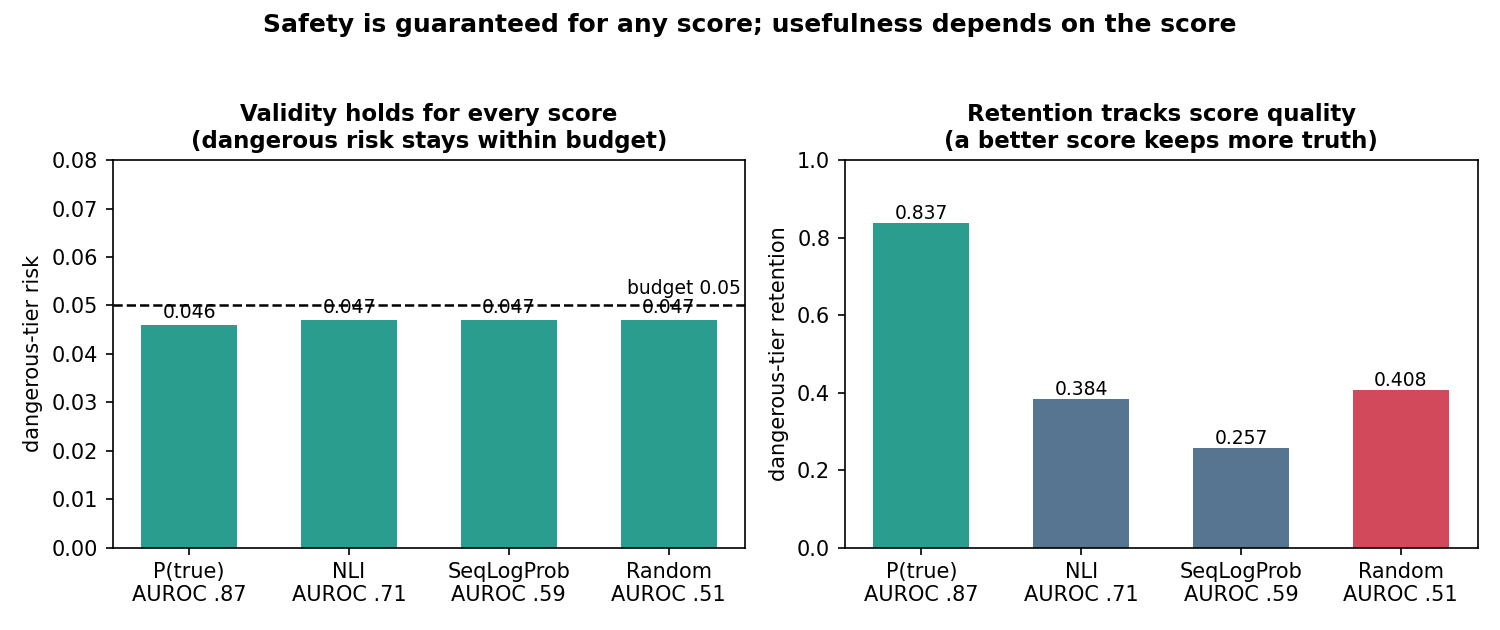 Safety is guaranteed for any score; usefulness depends on the score
Validity holds for every score
(dangerous risk stays within budget)
dangerous-tier risk
0.08
0.07
0.06
0.05
0.04
0.03
0.02
0.01
0.00
budget 0.05
0.046
0.047
0.047
0.047
P(true)
AUROC .87
NLI
AUROC .71
SeqLogProb
AUROC .59
Random
AUROC .51
Retention tracks score quality
(a better score keeps more truth)
dangerous-tier retention
1.0
0.8
0.6
0.4
0.2
0.0
0.837
0.384
0.257
0.408
P(true)
AUROC .87
NLI
AUROC .71
SeqLogProb
AUROC .59
Random
AUROC .51